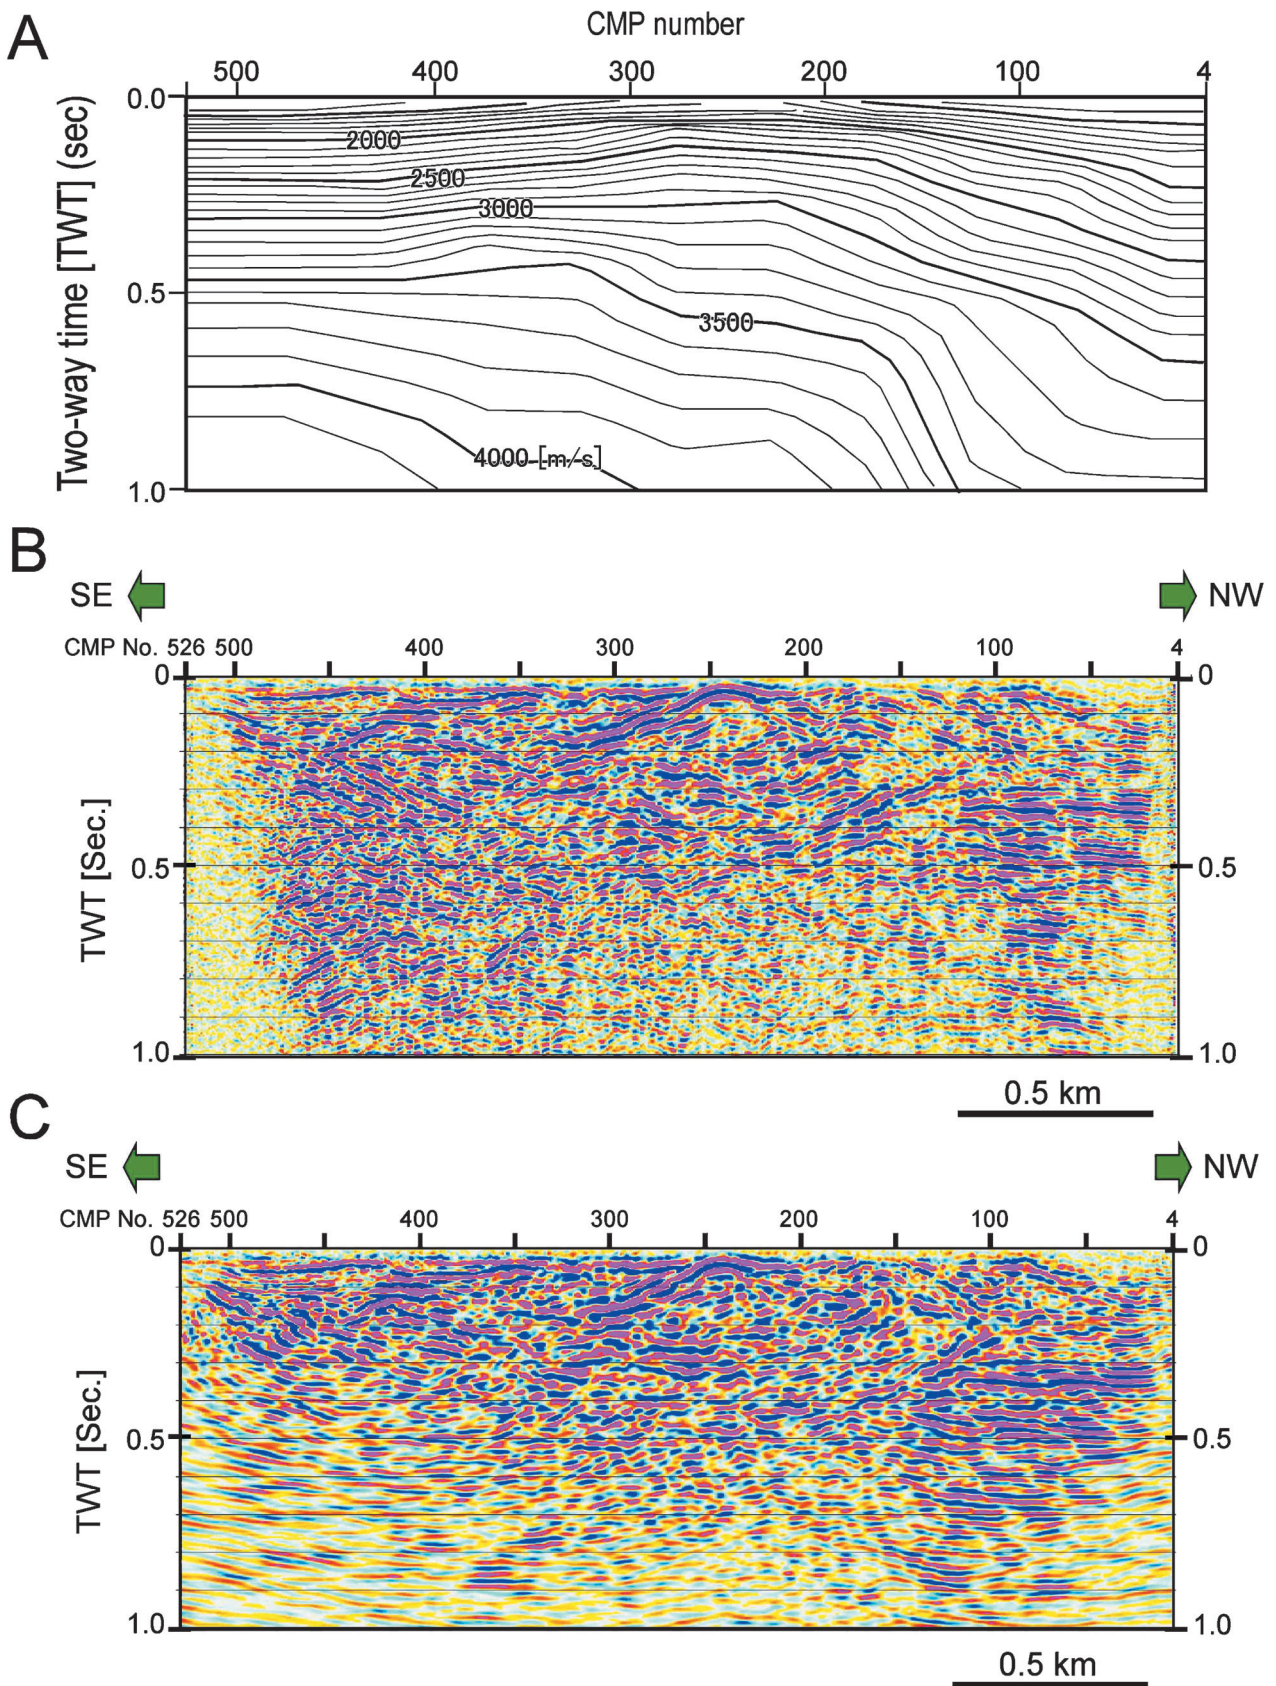 A
CMP number
500 400 300 200 100 4
Two-way time [TWT] (sec)
0.0
2000
2500
3000
0.5
3500
4000 [m/s]
1.0
B
SE NW
CMP No. 526 500 400 300 200 100 4
0 0
TWT [Sec.]
0.5 0.5
1.0 1.0
0.5 km
C
SE NW
CMP No. 526 500 400 300 200 100 4
0 0
TWT [Sec.]
0.5 0.5
1.0 1.0
0.5 km